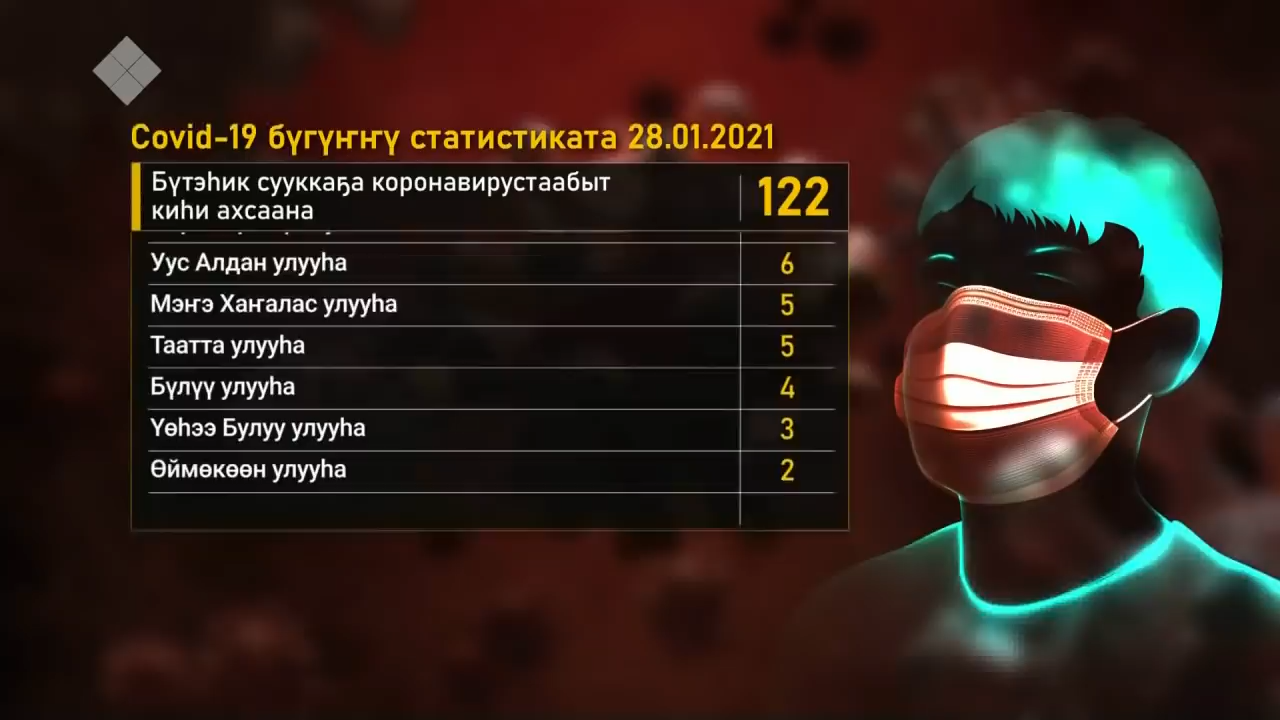 Covid-19 бүгүҥҥү статистиката 28.01.2021
Бүтэһик сууккаҕа коронавирустаабыт
киһи ахсаана
122
Уус Алдан улууһа 6
Мэҥэ Хаҥалас улууһа 5
Таатта улууһа 5
Бүлүү улууһа 4
Үөһээ Булуу улууһа 3
Өймөкөөн улууһа 2